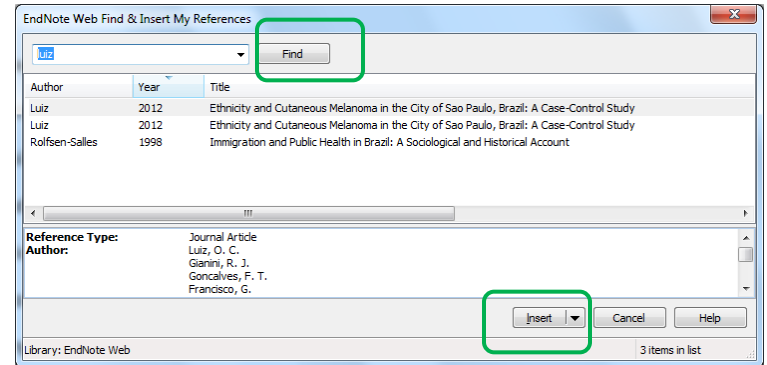 EndNote Web Find & Insert My References
luiz Find
Author Year Title
Luiz 2012 Ethnicity and Cutaneous Melanoma in the City of Sao Paulo, Brazil: A Case-Control Study
Luiz 2012 Ethnicity and Cutaneous Melanoma in the City of Sao Paulo, Brazil: A Case-Control Study
Rolfsen-Salles 1998 Immigration and Public Health in Brazil: A Sociological and Historical Account
Reference Type: Journal Article
Author: Luiz, O. C.
Gianini, R. J.
Goncalves, F. T.
Francisco, G.
Insert Cancel Help
Library: EndNote Web 3 items in list